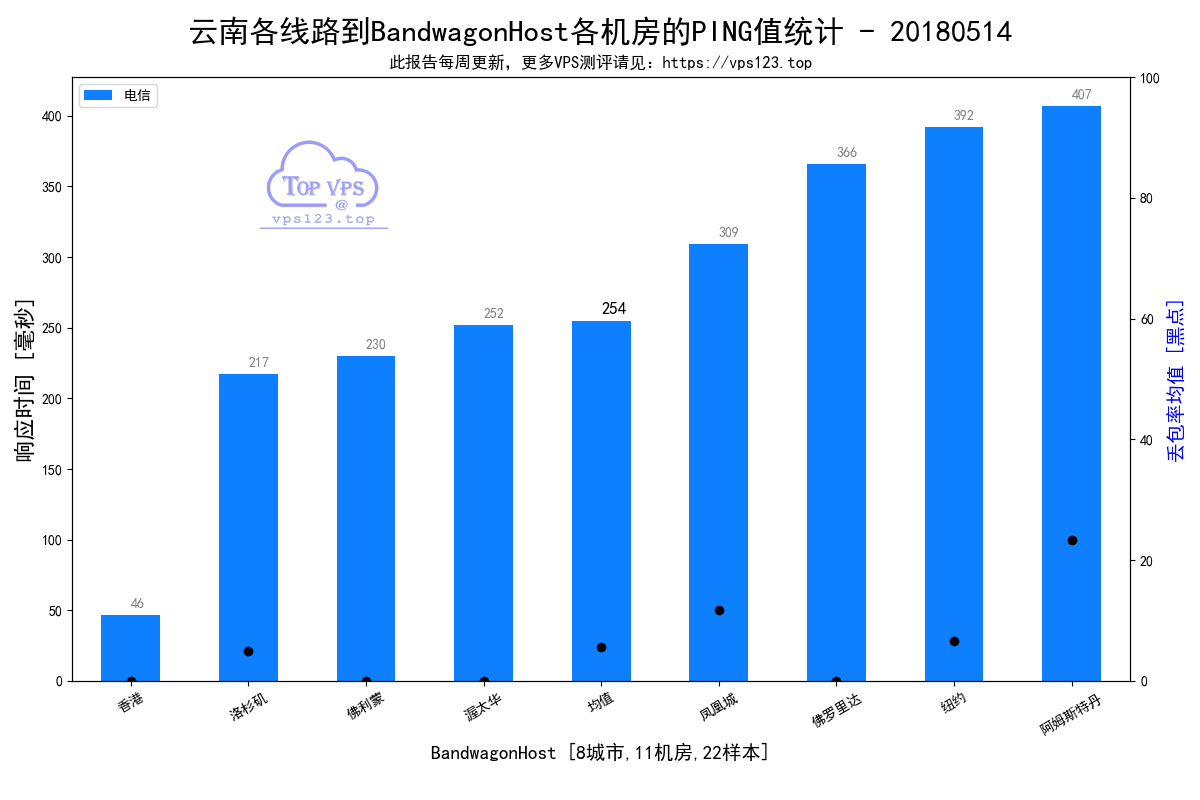 云南各线路到BandwagonHost各机房的PING值统计 - 20180514
此报告每周更新, 更多VPS测评请见: https://vps123.top
电信
TOP VPS
@
vps123.top
响应时间 [毫秒]
丢包率均值 [黑点]
400
350
300
250
200
150
100
50
0
100
80
60
40
20
0
46
217
230
252
254
309
366
392
407
香港
洛杉矶
佛利蒙
渥太华
均值
凤凰城
佛罗里达
纽约
阿姆斯特丹
BandwagonHost [8城市,11机房,22样本]